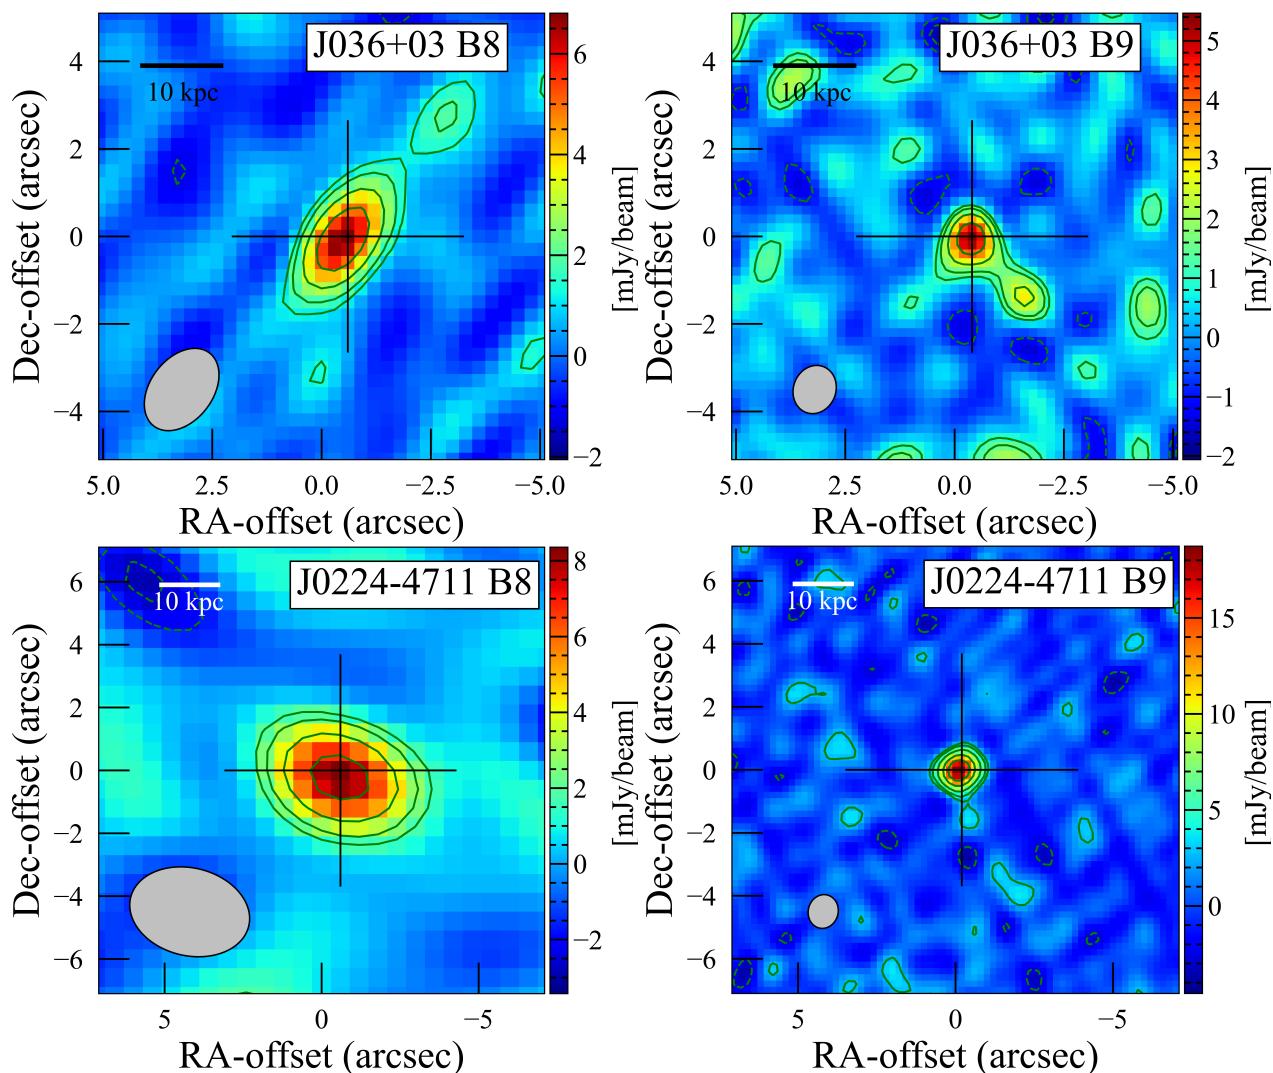 J036+03 B8
10 kpc
4
2
0
−2
−4
5.0 2.5 0.0 −2.5 −5.0
RA-offset (arcsec)
Dec-offset (arcsec)
6
4
2
0
−2
[mJy/beam]
J036+03 B9
10 kpc
4
2
0
−2
−4
5.0 2.5 0.0 −2.5 −5.0
RA-offset (arcsec)
Dec-offset (arcsec)
5
4
3
2
1
0
−1
−2
[mJy/beam]
J0224-4711 B8
10 kpc
6
4
2
0
−2
−4
−6
5 0 −5
RA-offset (arcsec)
Dec-offset (arcsec)
8
6
4
2
0
−2
[mJy/beam]
J0224-4711 B9
10 kpc
6
4
2
0
−2
−4
−6
5 0 −5
RA-offset (arcsec)
Dec-offset (arcsec)
15
10
5
0
[mJy/beam]